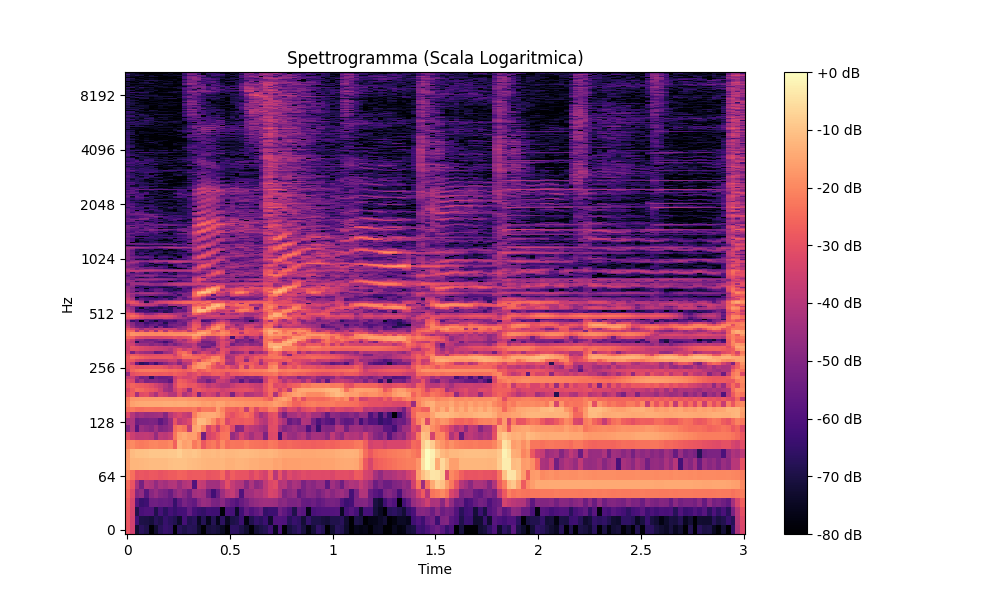 Spettrogramma (Scala Logaritmica)
Hz
8192
4096
2048
1024
512
256
128
64
0
0
0.5
1
1.5
2
2.5
3
Time
+0 dB
-10 dB
-20 dB
-30 dB
-40 dB
-50 dB
-60 dB
-70 dB
-80 dB